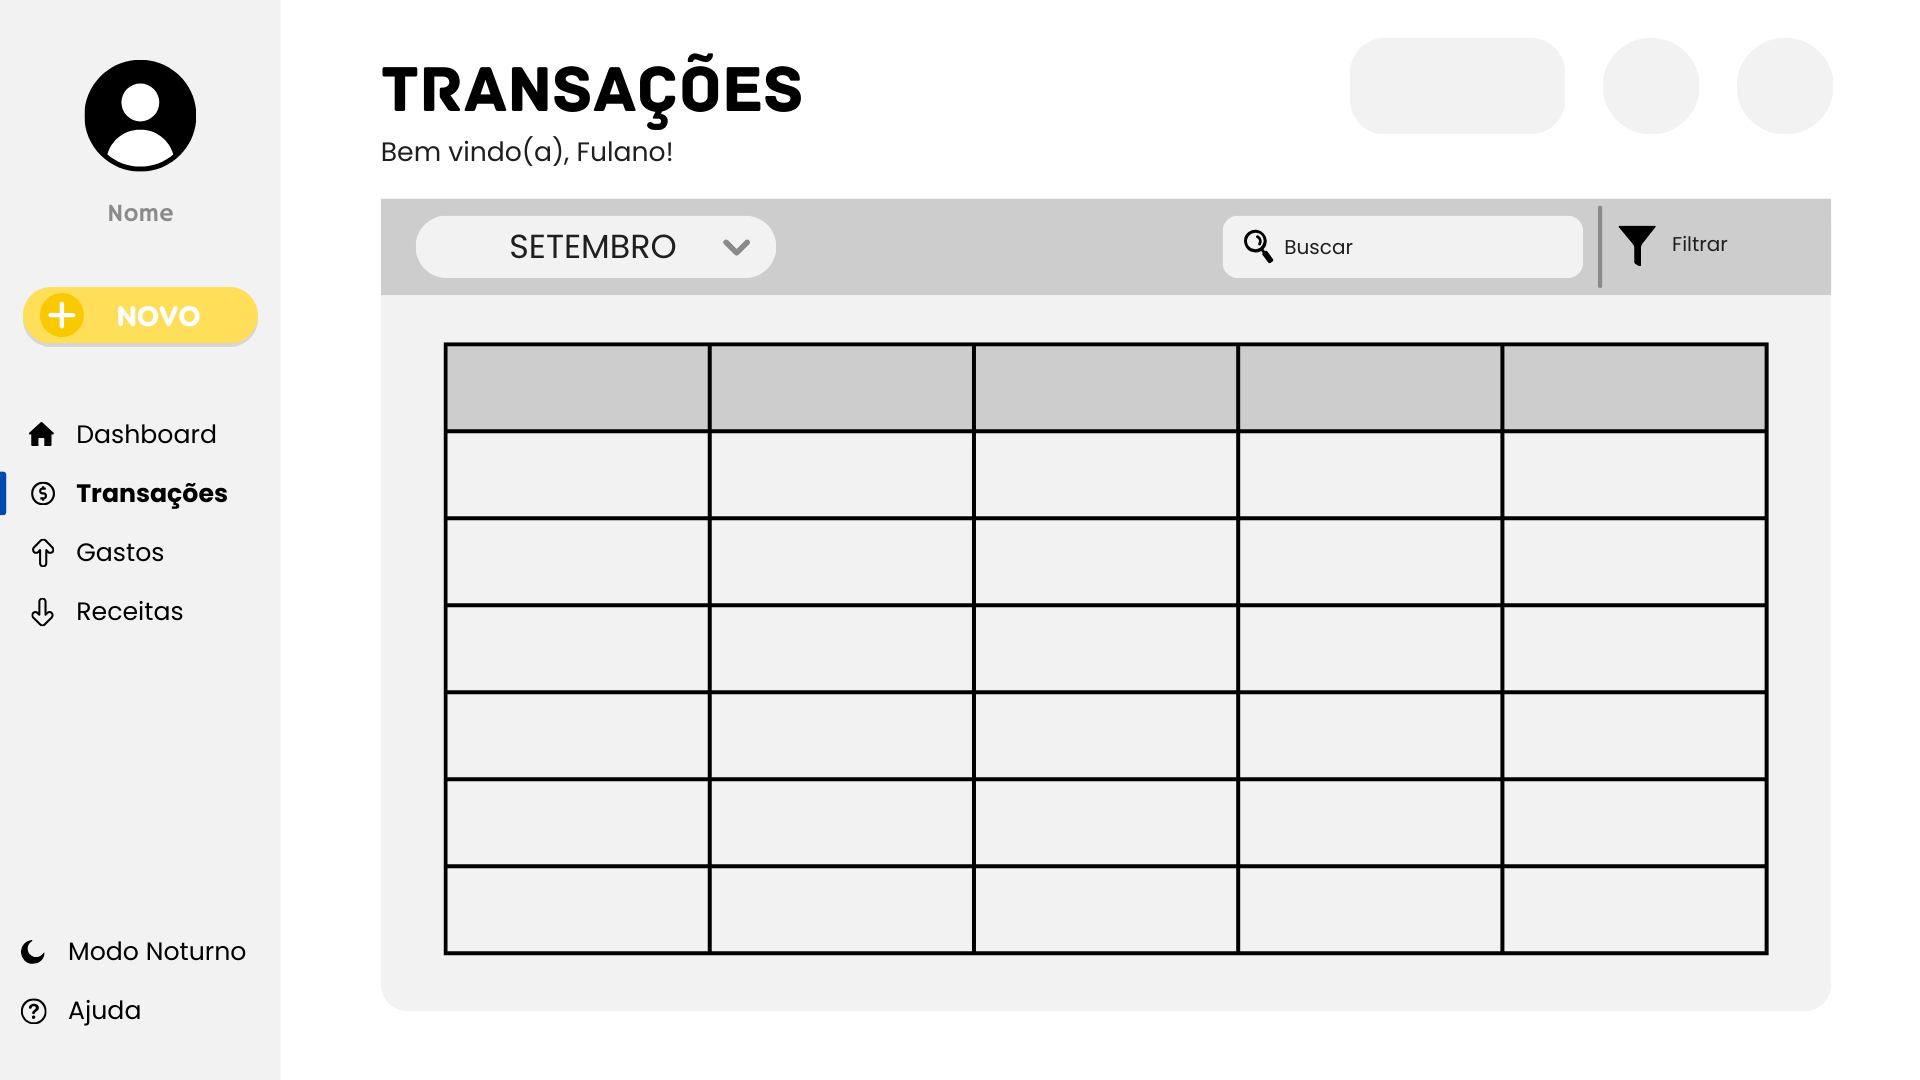 Nome
NOVO
Dashboard
Transações
Gastos
Receitas
Modo Noturno
Ajuda
TRANSAÇÕES
Bem vindo(a), Fulano!
SETEMBRO
Buscar
Filtrar